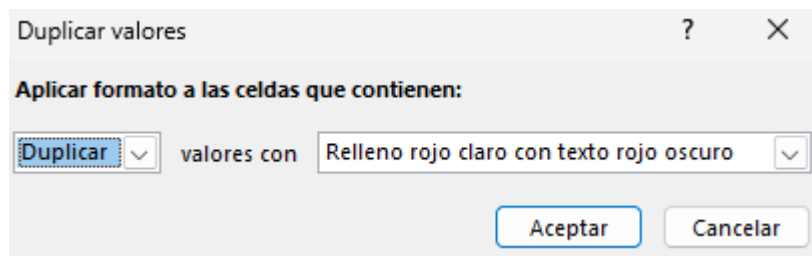 Duplicar valores ?
Aplicar formato a las celdas que contienen:
Duplicar valores con Relleno rojo claro con texto rojo oscuro
Aceptar Cancelar